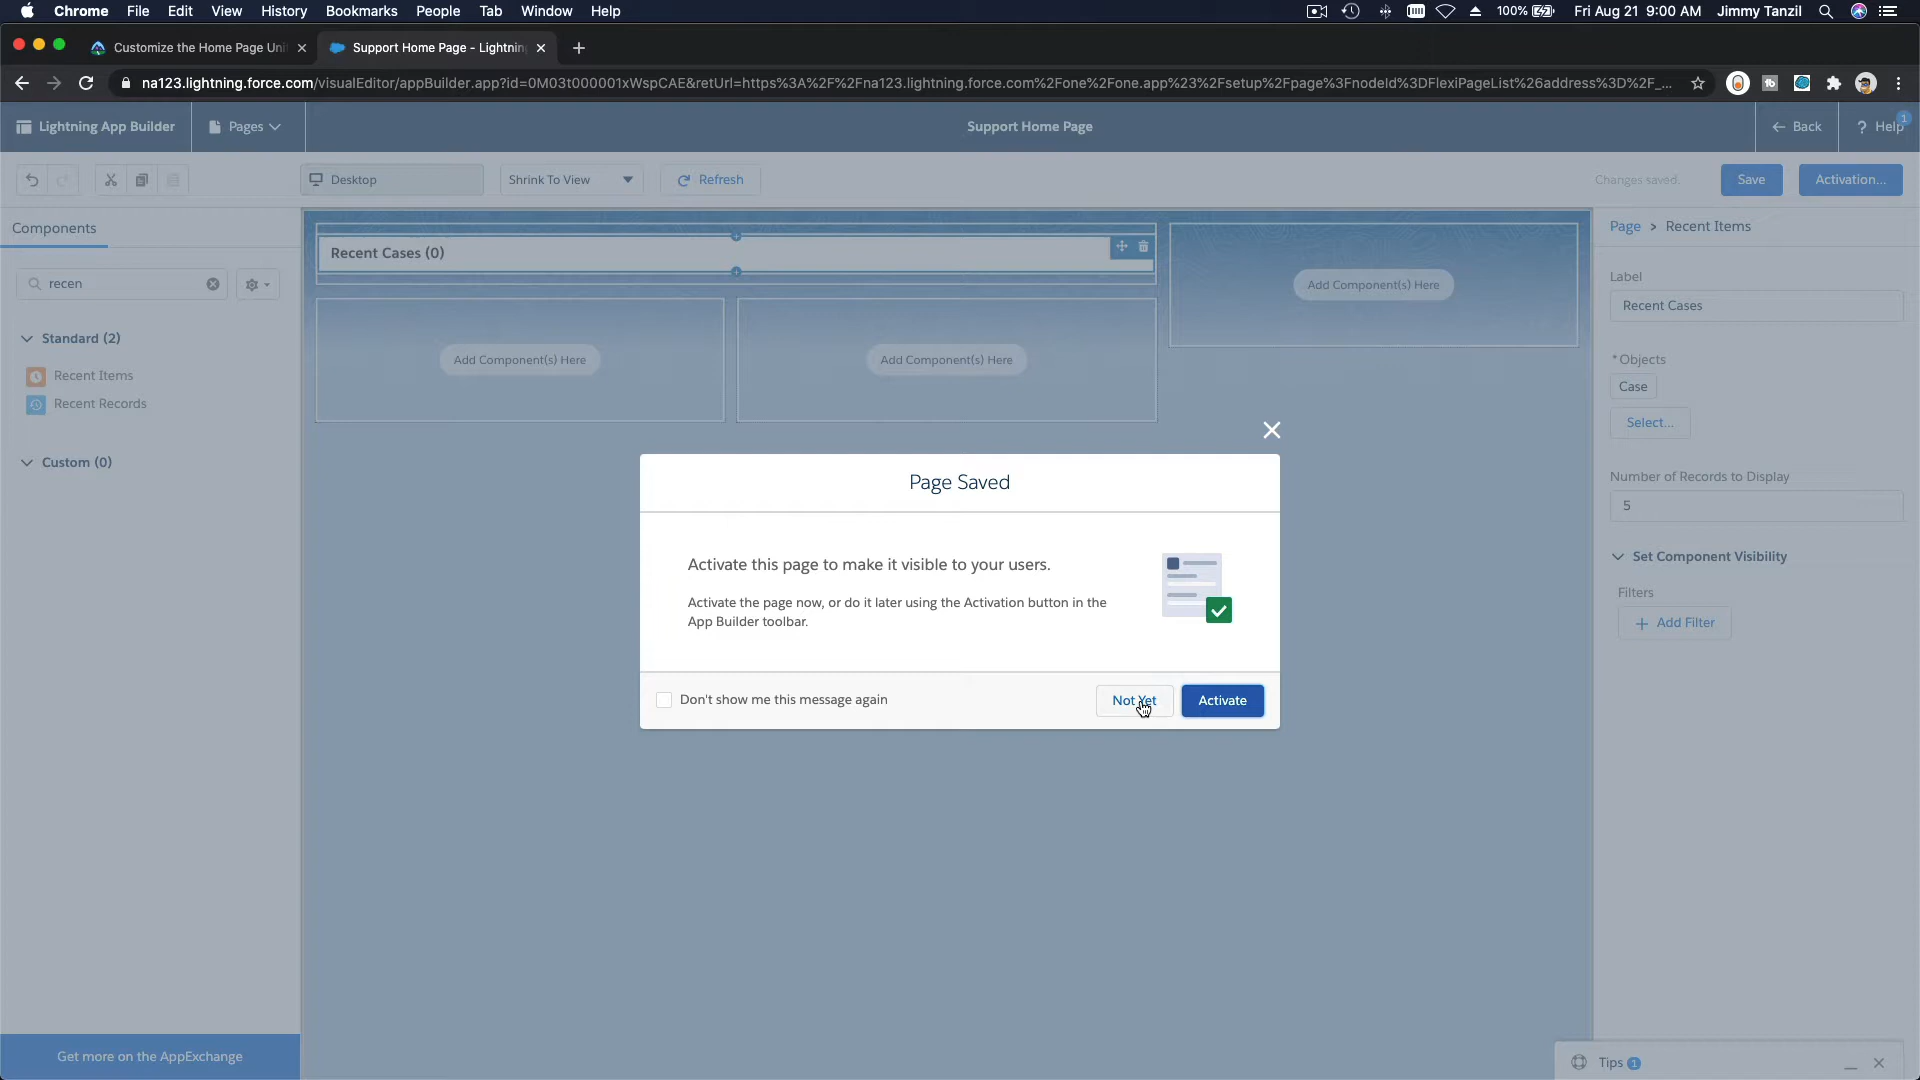 Chrome File Edit View History Bookmarks People Tab Window Help 100% Fri Aug 21 9:00 AM Jimmy Tanzil
Customize the Home Page Uni
Support Home Page - Lightnin
na123.lightning.force.com/visualEditor/appBuilder.app?id=0M03t000001xWspCAE&retUrl=https%3A%2F%2Fna123.lightning.force.com%2Fone%2Fone.app%23%2Fsetup%2Fpage%3FnodeId%3DFlexiPageList%26address%3D%2F_...
Lightning App Builder Pages Support Home Page Back ? Help 1
Desktop Shrink To View Refresh Changes saved. Save Activation...
Components
recen
Standard (2)
Recent Items
Recent Records
Custom (0)
Get more on the AppExchange
Recent Cases (0)
Add Component(s) Here
Add Component(s) Here
Add Component(s) Here
Page Saved
Activate this page to make it visible to your users.
Activate the page now, or do it later using the Activation button in the
App Builder toolbar.
Don't show me this message again
Not Yet
Activate
Page > Recent Items
Label
Recent Cases
*Objects
Case
Select...
Number of Records to Display
5
Set Component Visibility
Filters
+ Add Filter
Tips 1